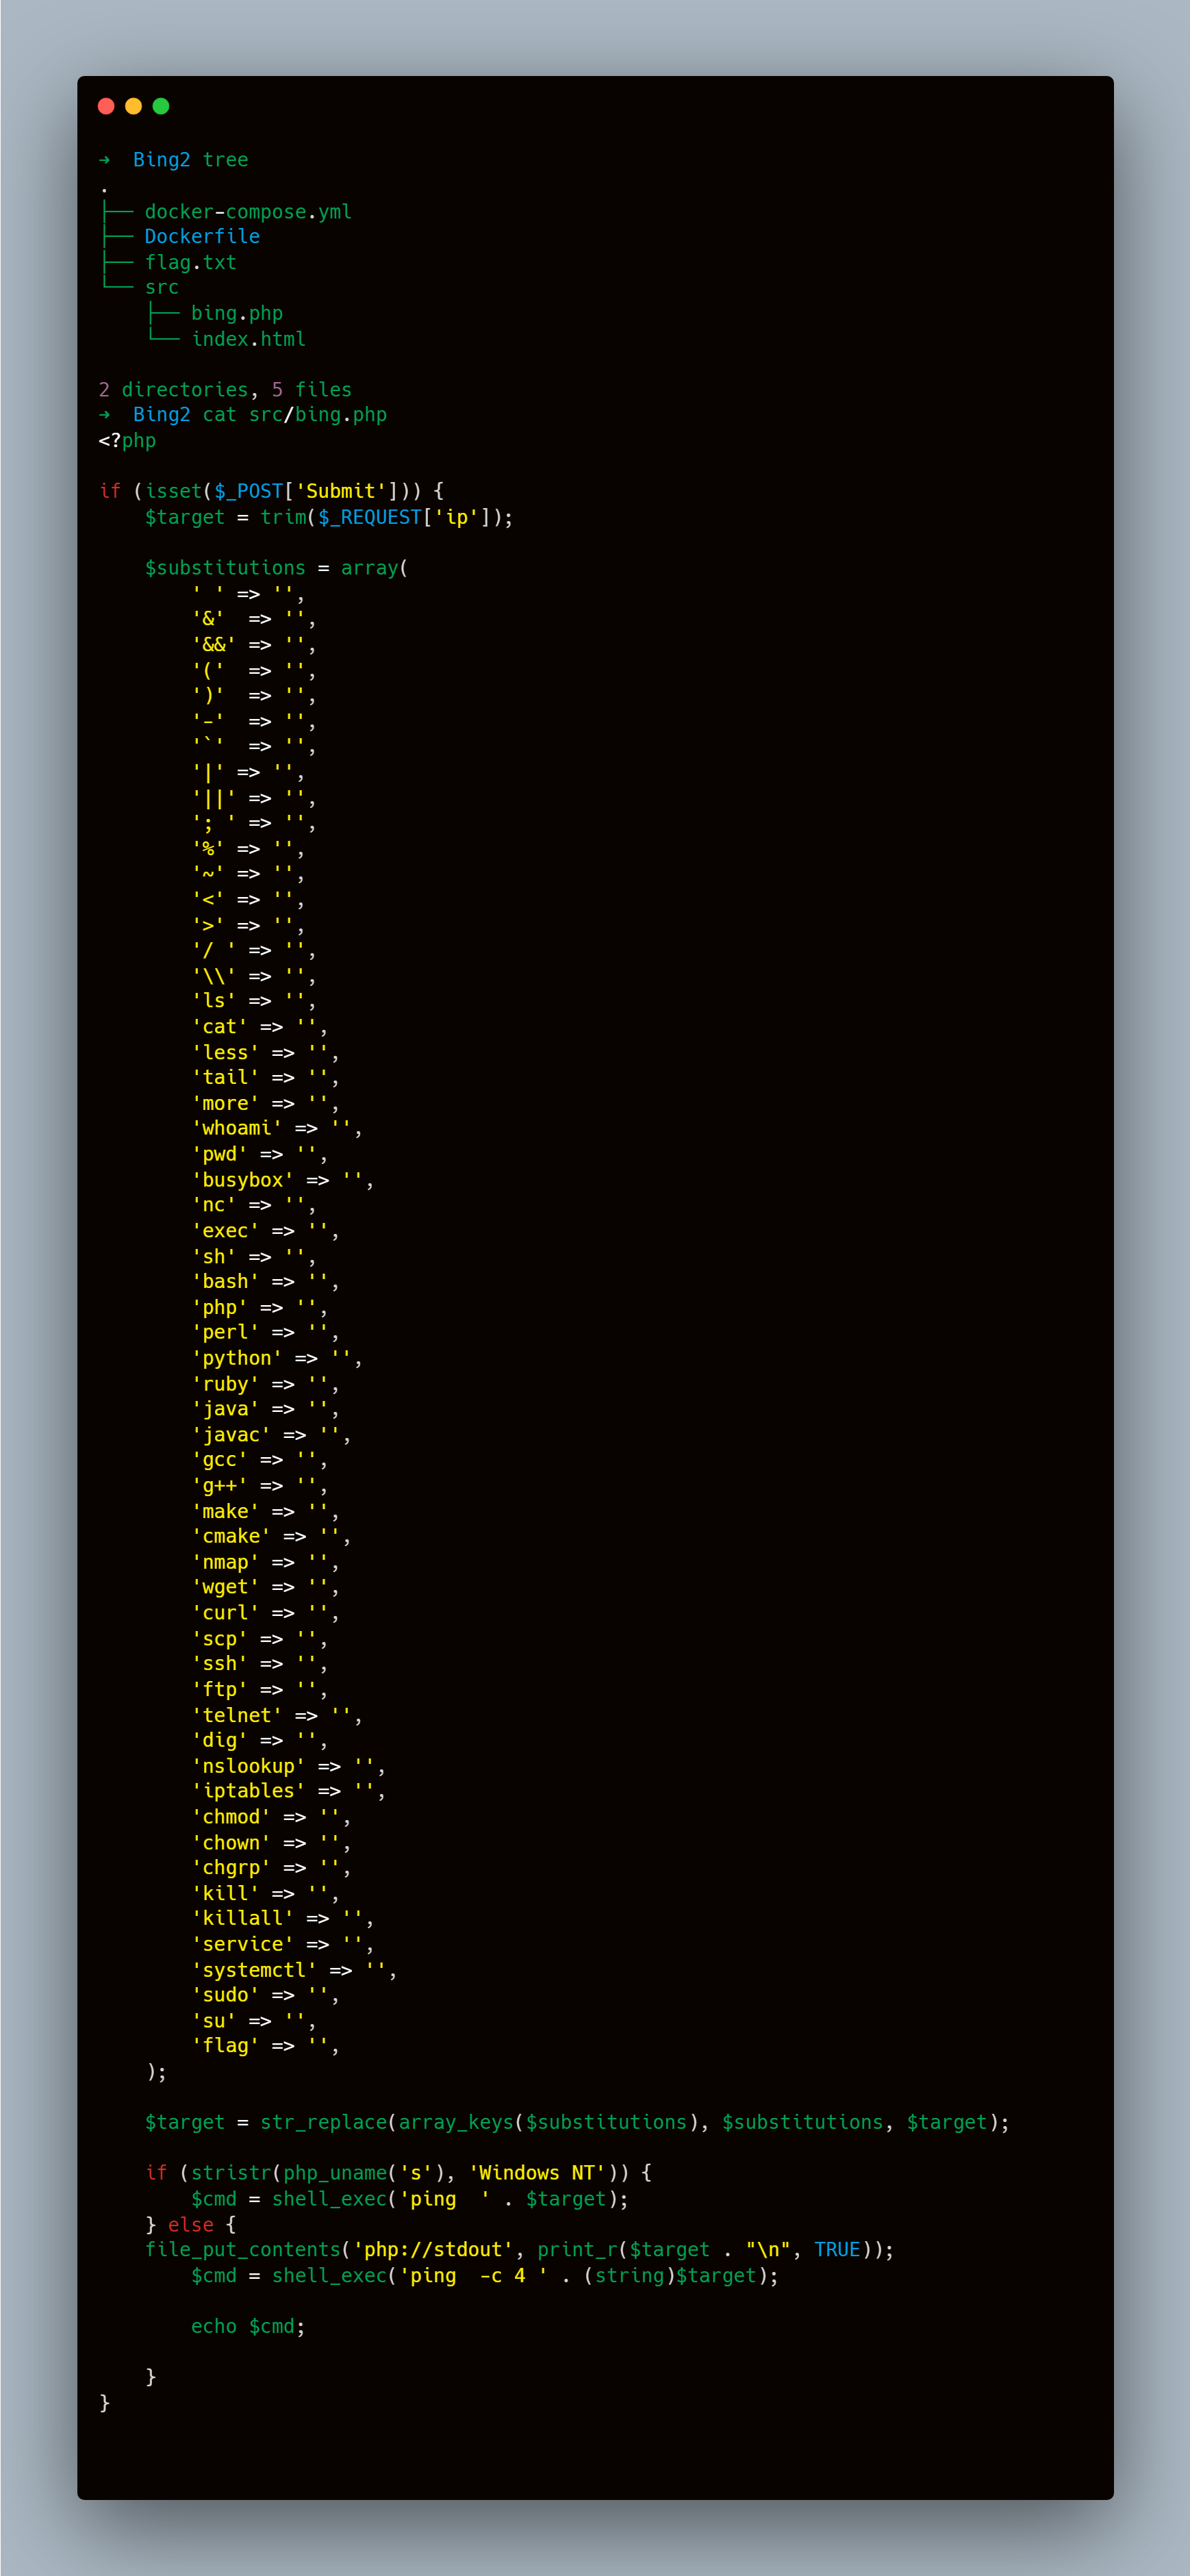 →  Bing2 tree
.
├── docker-compose.yml
├── Dockerfile
├── flag.txt
└── src
    ├── bing.php
    └── index.html

2 directories, 5 files
→  Bing2 cat src/bing.php
<?php

if (isset($_POST['Submit'])) {
    $target = trim($_REQUEST['ip']);

    $substitutions = array(
        ' ' => '',
        '&'  => '',
        '&&' => '',
        '('  => '',
        ')'  => '',
        '-'  => '',
        '`'  => '',
        '|' => '',
        '||' => '',
        '; ' => '',
        '%' => '',
        '~' => '',
        '<' => '',
        '>' => '',
        '/ ' => '',
        '\\' => '',
        'ls' => '',
        'cat' => '',
        'less' => '',
        'tail' => '',
        'more' => '',
        'whoami' => '',
        'pwd' => '',
        'busybox' => '',
        'nc' => '',
        'exec' => '',
        'sh' => '',
        'bash' => '',
        'php' => '',
        'perl' => '',
        'python' => '',
        'ruby' => '',
        'java' => '',
        'javac' => '',
        'gcc' => '',
        'g++' => '',
        'make' => '',
        'cmake' => '',
        'nmap' => '',
        'wget' => '',
        'curl' => '',
        'scp' => '',
        'ssh' => '',
        'ftp' => '',
        'telnet' => '',
        'dig' => '',
        'nslookup' => '',
        'iptables' => '',
        'chmod' => '',
        'chown' => '',
        'chgrp' => '',
        'kill' => '',
        'killall' => '',
        'service' => '',
        'systemctl' => '',
        'sudo' => '',
        'su' => '',
        'flag' => '',
    );

    $target = str_replace(array_keys($substitutions), $substitutions, $target);

    if (stristr(php_uname('s'), 'Windows NT')) {
        $cmd = shell_exec('ping  ' . $target);
    } else {
    file_put_contents('php://stdout', print_r($target . "\n", TRUE));
        $cmd = shell_exec('ping  -c 4 ' . (string)$target);

        echo $cmd;

    }
}